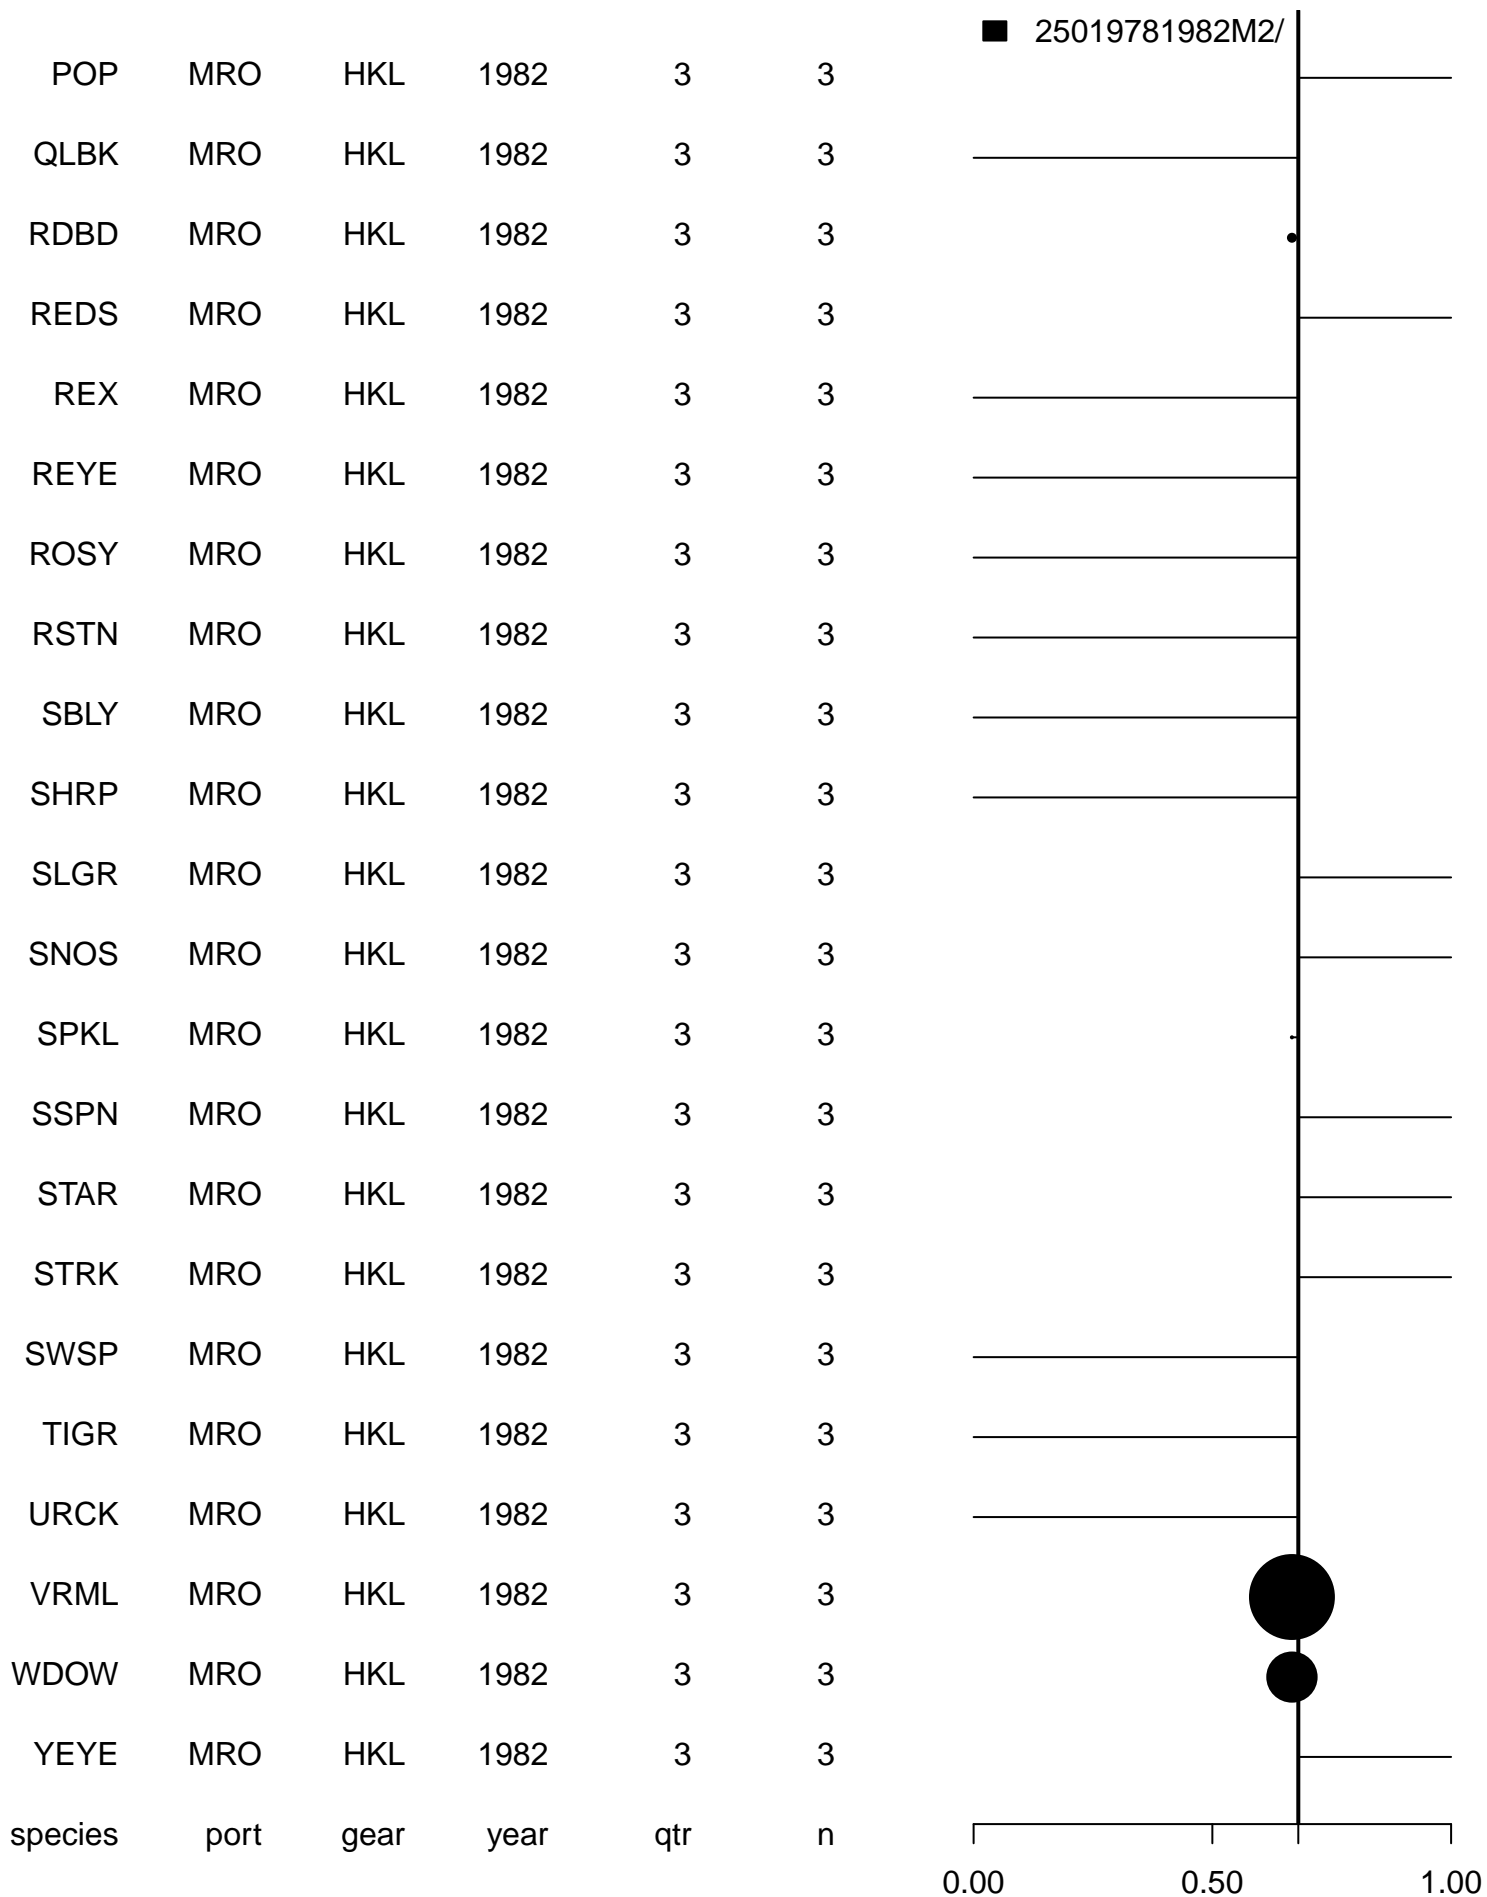 25019781982M2/
POP MRO HKL 1982 3 3
QLBK MRO HKL 1982 3 3
RDBD MRO HKL 1982 3 3
REDS MRO HKL 1982 3 3
REX MRO HKL 1982 3 3
REYE MRO HKL 1982 3 3
ROSY MRO HKL 1982 3 3
RSTN MRO HKL 1982 3 3
SBLY MRO HKL 1982 3 3
SHRP MRO HKL 1982 3 3
SLGR MRO HKL 1982 3 3
SNOS MRO HKL 1982 3 3
SPKL MRO HKL 1982 3 3
SSPN MRO HKL 1982 3 3
STAR MRO HKL 1982 3 3
STRK MRO HKL 1982 3 3
SWSP MRO HKL 1982 3 3
TIGR MRO HKL 1982 3 3
URCK MRO HKL 1982 3 3
VRML MRO HKL 1982 3 3
WDOW MRO HKL 1982 3 3
YEYE MRO HKL 1982 3 3
species port gear year qtr n
0.00 0.50 1.00